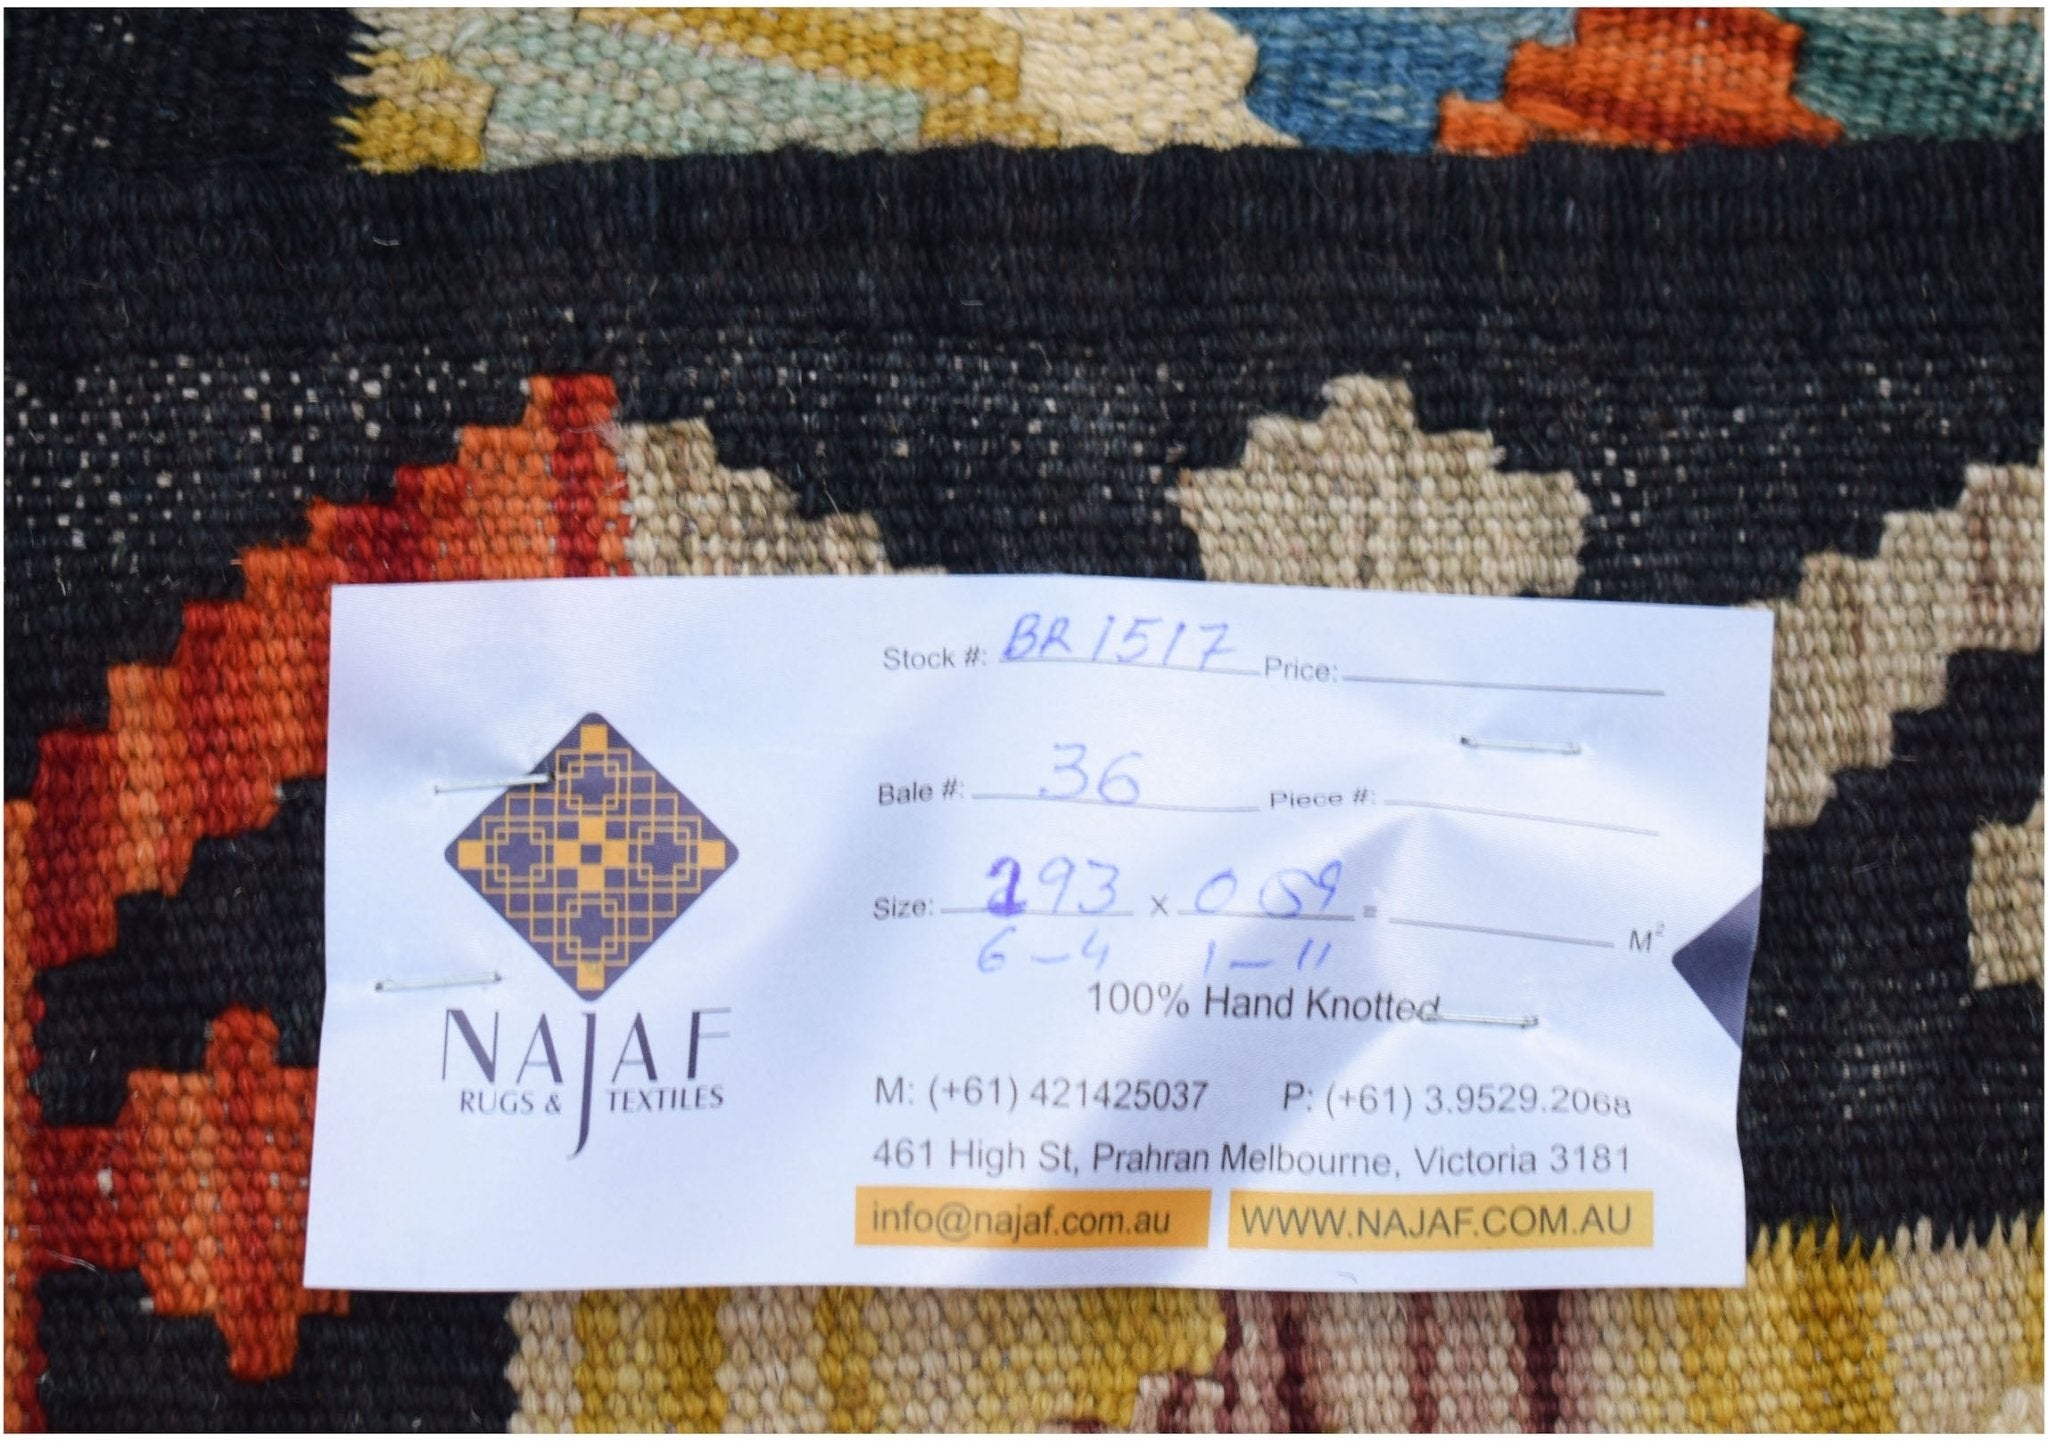 Stock #: BR 1517 Price:
Bale #: 36 Piece #:
Size: 193 x 0 59 = M²
6 - 4 1 - 11
100% Hand Knotted
NAJAF
RUGS & TEXTILES
M: (+61) 421425037 P: (+61) 3.9529.2068
461 High St, Prahran Melbourne, Victoria 3181
info@najaf.com.au WWW.NAJAF.COM.AU